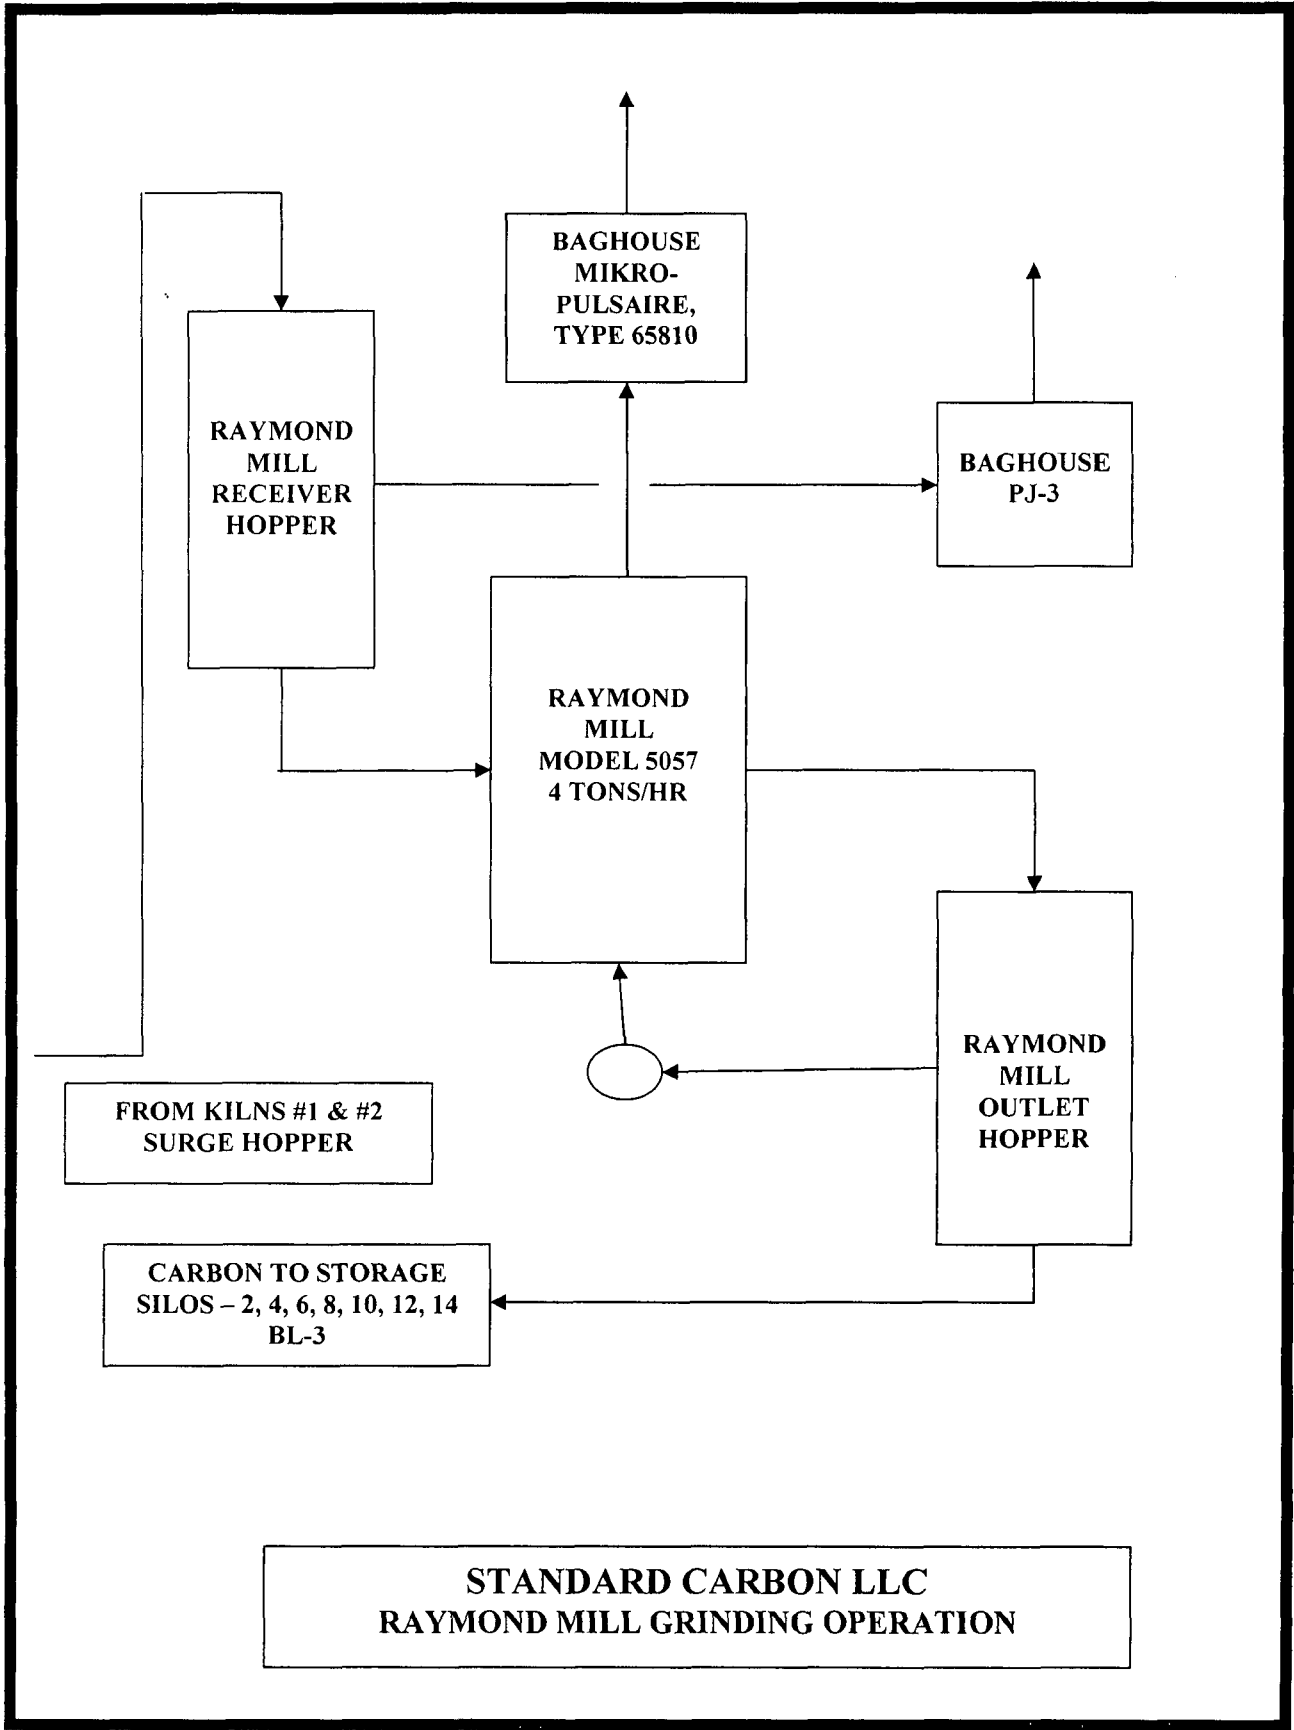 BAGHOUSE
MIKRO-
PULSAIRE,
TYPE 65810
RAYMOND
MILL
RECEIVER
HOPPER
BAGHOUSE
PJ-3
RAYMOND
MILL
MODEL 5057
4 TONS/HR
RAYMOND
MILL
OUTLET
HOPPER
FROM KILNS #1 & #2
SURGE HOPPER
CARBON TO STORAGE
SILOS – 2, 4, 6, 8, 10, 12, 14
BL-3
STANDARD CARBON LLC
RAYMOND MILL GRINDING OPERATION